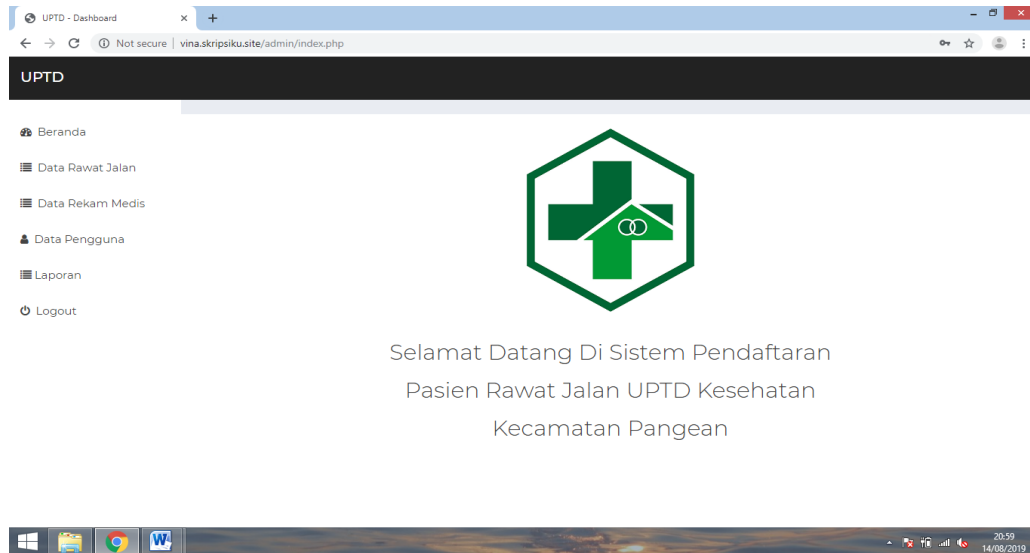 UPTD - Dashboard
Not secure | vina.skripsiku.site/admin/index.php
UPTD
Beranda
Data Rawat Jalan
Data Rekam Medis
Data Pengguna
Laporan
Logout
Selamat Datang Di Sistem Pendaftaran
Pasien Rawat Jalan UPTD Kesehatan
Kecamatan Pangean
20:59
14/08/2019